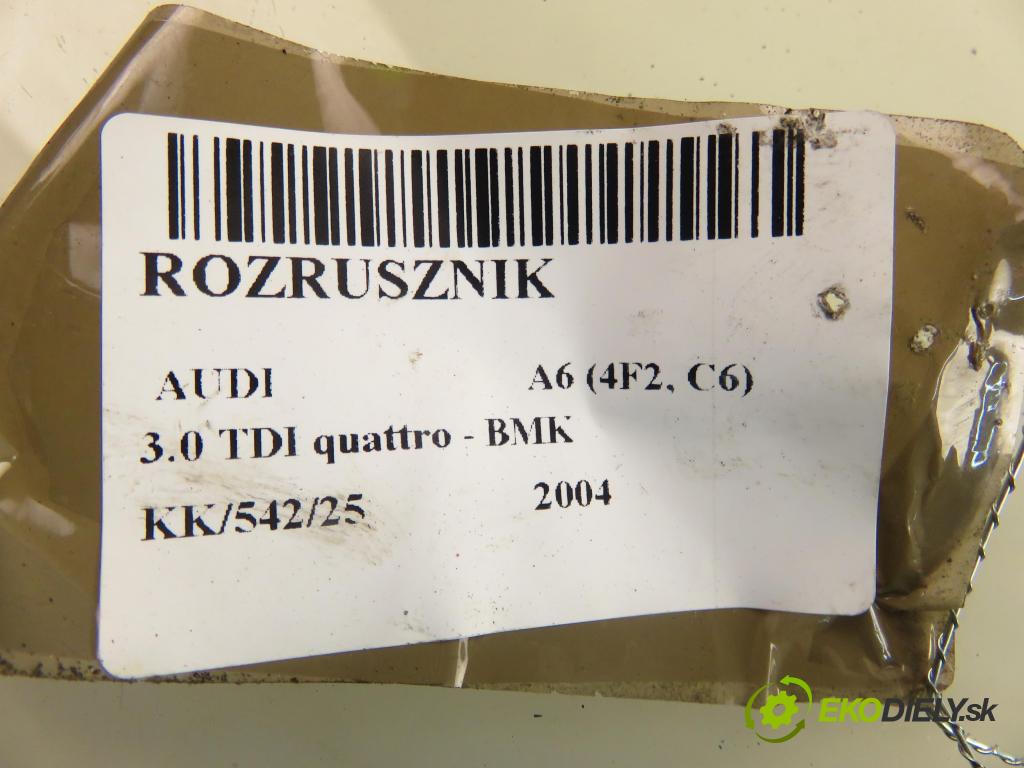 ROZRUSZNIK
AUDI A6 (4F2, C6)
3.0 TDI quattro - BMK
KK/542/25 2004
EKODIELY.sk